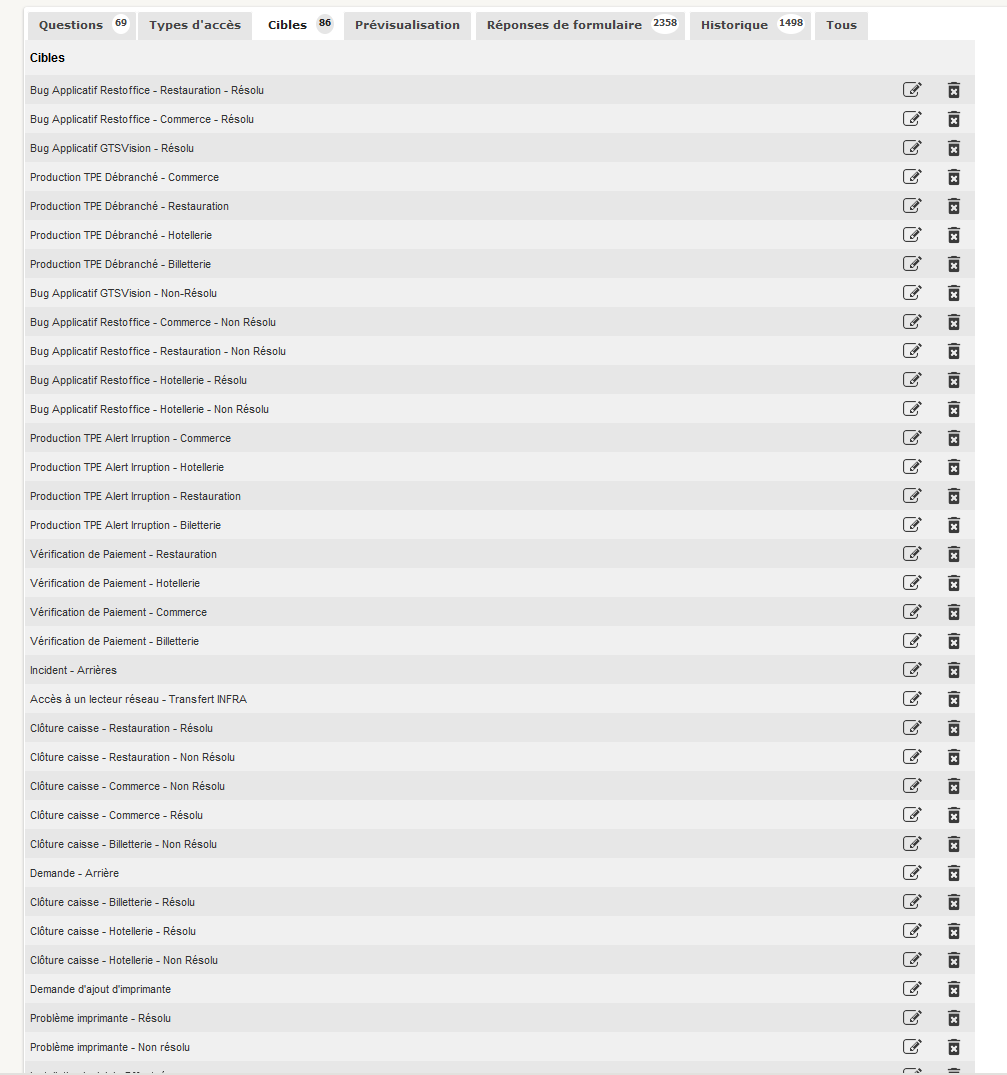 Questions 69 Types d'accès Cibles 86 Prévisualisation Réponses de formulaire 2358 Historique 1498 Tous
Cibles
Bug Applicatif Restoffice - Restauration - Résolu
Bug Applicatif Restoffice - Commerce - Résolu
Bug Applicatif GTSVision - Résolu
Production TPE Débranché - Commerce
Production TPE Débranché - Restauration
Production TPE Débranché - Hotellerie
Production TPE Débranché - Billetterie
Bug Applicatif GTSVision - Non-Résolu
Bug Applicatif Restoffice - Commerce - Non Résolu
Bug Applicatif Restoffice - Restauration - Non Résolu
Bug Applicatif Restoffice - Hotellerie - Résolu
Bug Applicatif Restoffice - Hotellerie - Non Résolu
Production TPE Alert Irruption - Commerce
Production TPE Alert Irruption - Hotellerie
Production TPE Alert Irruption - Restauration
Production TPE Alert Irruption - Biletterie
Vérification de Paiement - Restauration
Vérification de Paiement - Hotellerie
Vérification de Paiement - Commerce
Vérification de Paiement - Billetterie
Incident - Arrières
Accès à un lecteur réseau - Transfert INFRA
Clôture caisse - Restauration - Résolu
Clôture caisse - Restauration - Non Résolu
Clôture caisse - Commerce - Non Résolu
Clôture caisse - Commerce - Résolu
Clôture caisse - Billetterie - Non Résolu
Demande - Arrière
Clôture caisse - Billetterie - Résolu
Clôture caisse - Hotellerie - Résolu
Clôture caisse - Hotellerie - Non Résolu
Demande d'ajout d'imprimante
Problème imprimante - Résolu
Problème imprimante - Non résolu